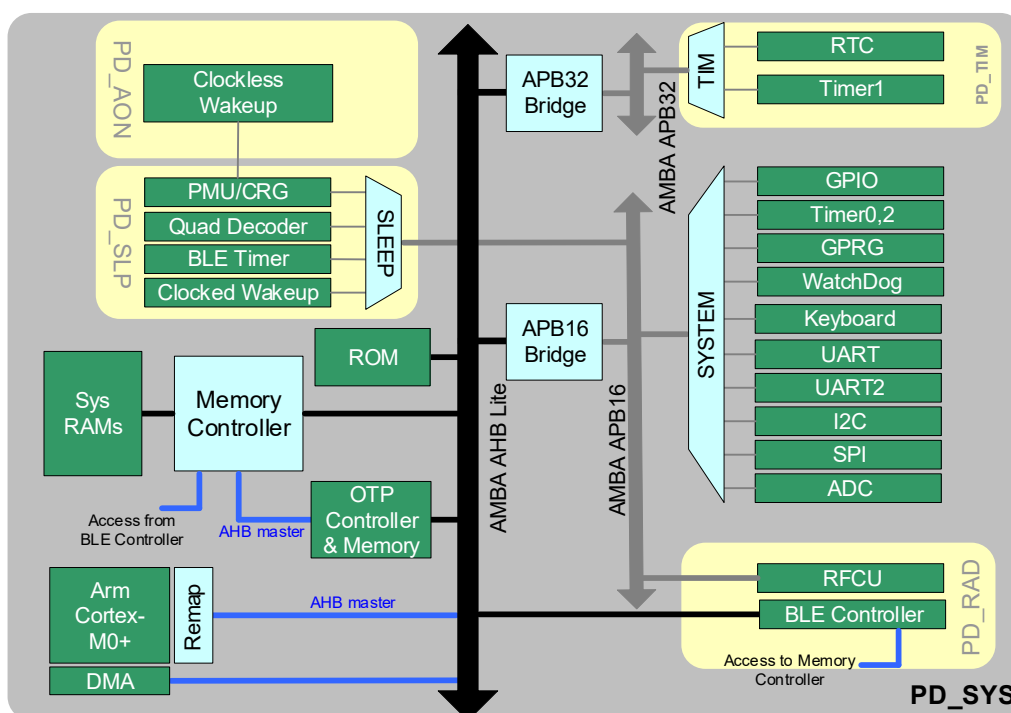 PD_AON
Clockless
Wakeup
PD_SLP
PMU/CRG
Quad Decoder
BLE Timer
Clocked Wakeup
SLEEP
APB32
Bridge
AMBA APB32
TIM
RTC
Timer1
PD_TIM
APB16
Bridge
AMBA AHB Lite
AMBA APB16
SYSTEM
GPIO
Timer0,2
GPRG
WatchDog
Keyboard
UART
UART2
I2C
SPI
ADC
ROM
Sys
RAMs
Memory
Controller
Access from
BLE Controller
AHB master
OTP
Controller
& Memory
Arm
Cortex-
M0+
Remap
AHB master
DMA
RFCU
BLE Controller
PD_RAD
Access to Memory
Controller
PD_SYS